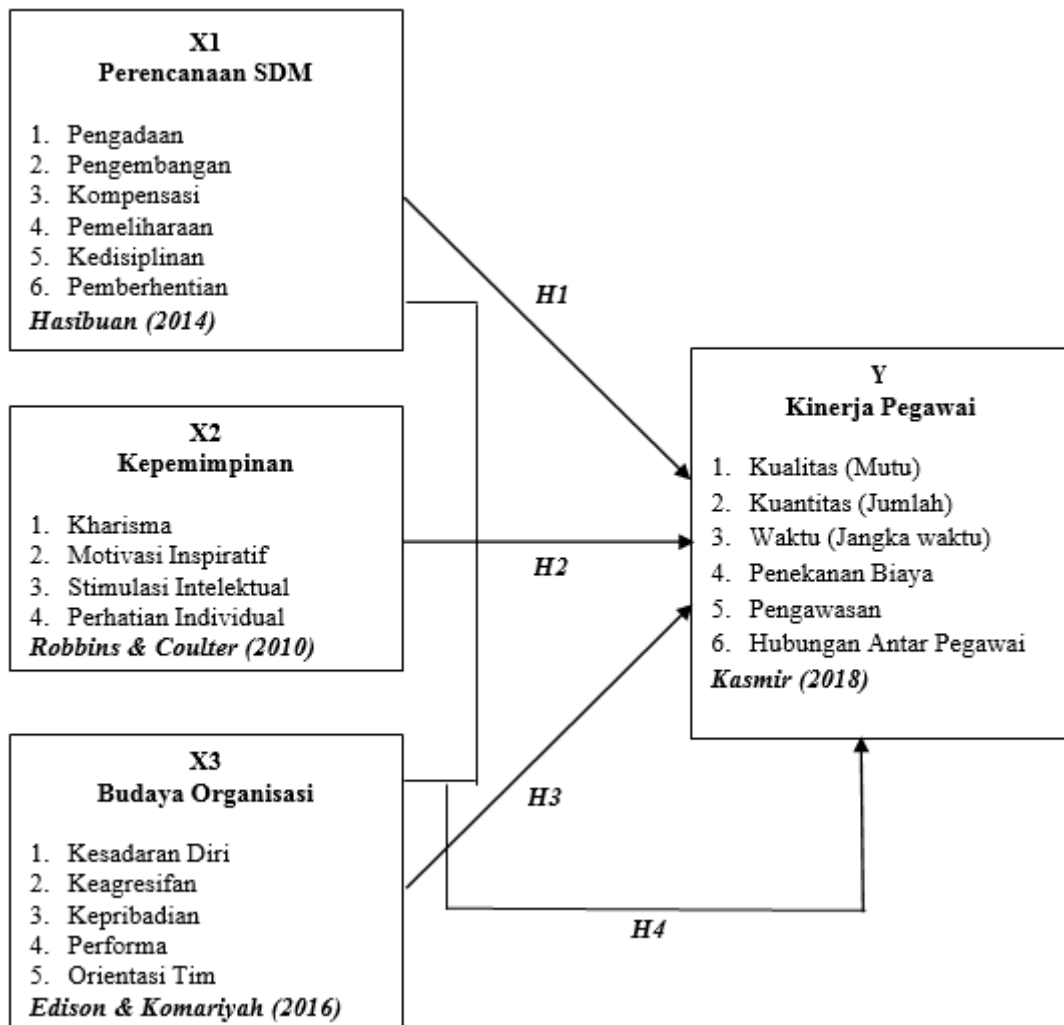 X1
Perencanaan SDM
1. Pengadaan
2. Pengembangan
3. Kompensasi
4. Pemeliharaan
5. Kedisiplinan
6. Pemberhentian
Hasibuan (2014)
H1
X2
Kepemimpinan
1. Kharisma
2. Motivasi Inspiratif
3. Stimulasi Intelektual
4. Perhatian Individual
Robbins & Coulter (2010)
H2
X3
Budaya Organisasi
1. Kesadaran Diri
2. Keagresifan
3. Kepribadian
4. Performa
5. Orientasi Tim
Edison & Komariyah (2016)
H3
H4
Y
Kinerja Pegawai
1. Kualitas (Mutu)
2. Kuantitas (Jumlah)
3. Waktu (Jangka waktu)
4. Penekanan Biaya
5. Pengawasan
6. Hubungan Antar Pegawai
Kasmir (2018)